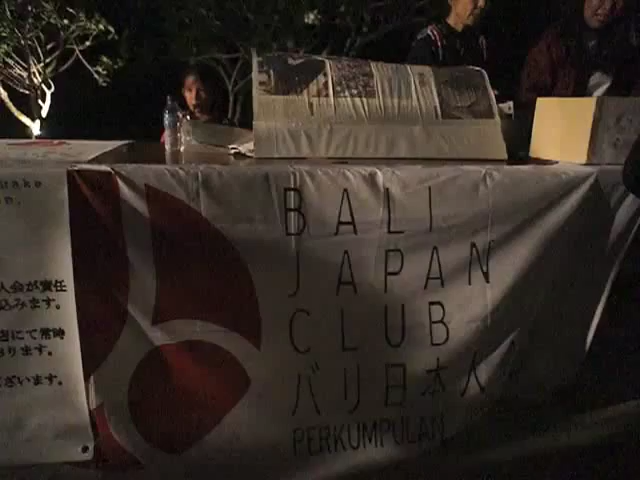 人会が責任
込みます。
店にて常時
おります。
ございます。
BALI
JAPAN
CLUB
バリ日本人
PERKUMPULAN